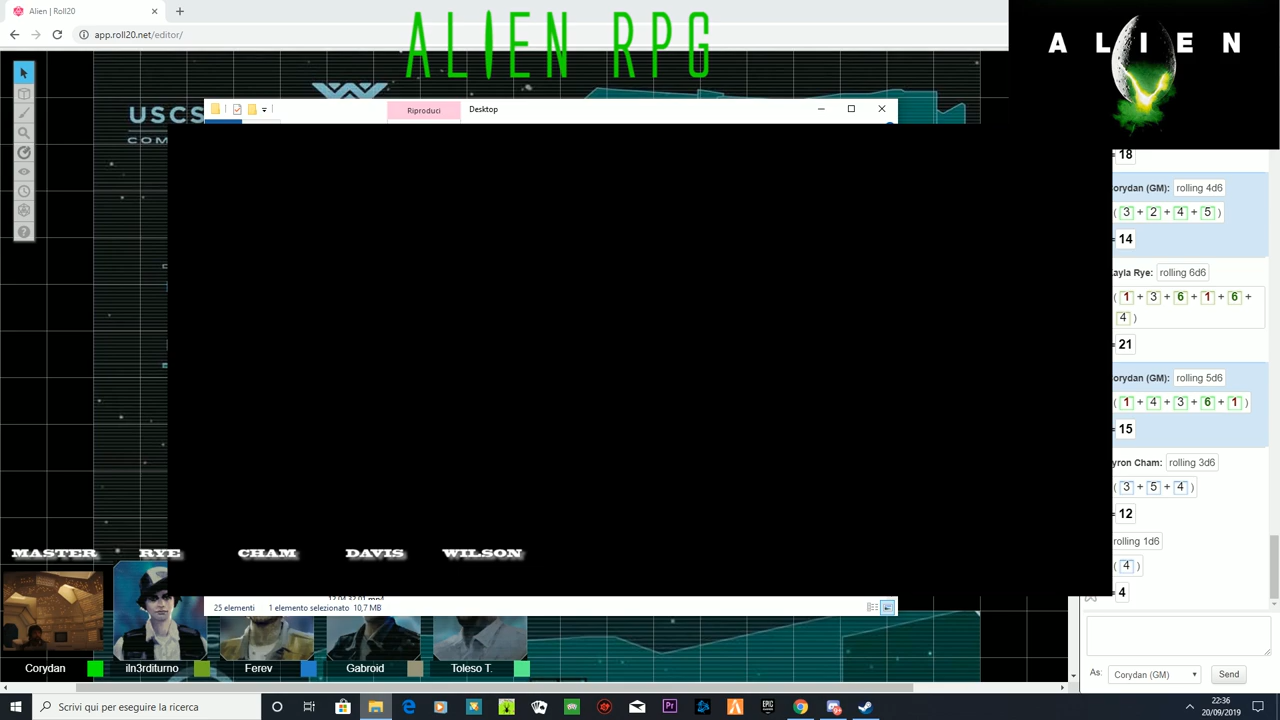 Alien | Roll20
app.roll20.net/editor/
ALIEN RPG
A L I E N
USCS
COM
Riproduci
Desktop
18
orydan (GM): rolling 4d6
( 3 + 2 + 4 + 5 )
= 14
ayla Rye: rolling 6d6
( 1 + 3 + 6 + 1 + 6 +
4 )
= 21
orydan (GM): rolling 5d6
( 1 + 4 + 3 + 6 + 1 )
= 15
yron Cham: rolling 3d6
( 3 + 5 + 4 )
= 12
rolling 1d6
( 4 )
= 4
MASTER RYE CHAM DAVIS WILSON
25 elementi 1 elemento selezionato 10,7 MB
Corydan iln3rditurno Ferev Gabroid Toleso T.
As: Corydan (GM) Send
Scrivi qui per eseguire la ricerca
22:36
20/09/2019